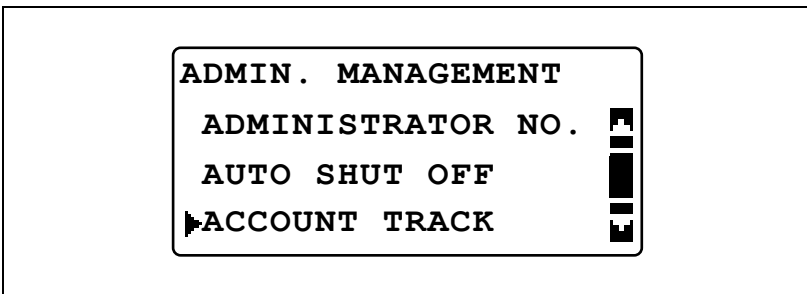 ADMIN. MANAGEMENT
ADMINISTRATOR NO.
AUTO SHUT OFF
ACCOUNT TRACK